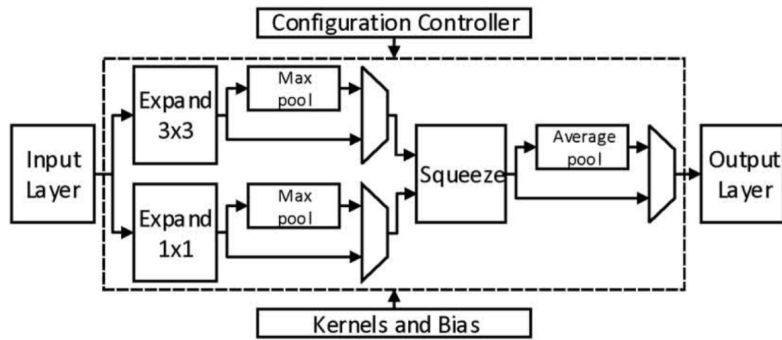 Configuration Controller
Input
Layer
Expand
3x3
Max
pool
Expand
1x1
Max
pool
Squeeze
Average
pool
Output
Layer
Kernels and Bias